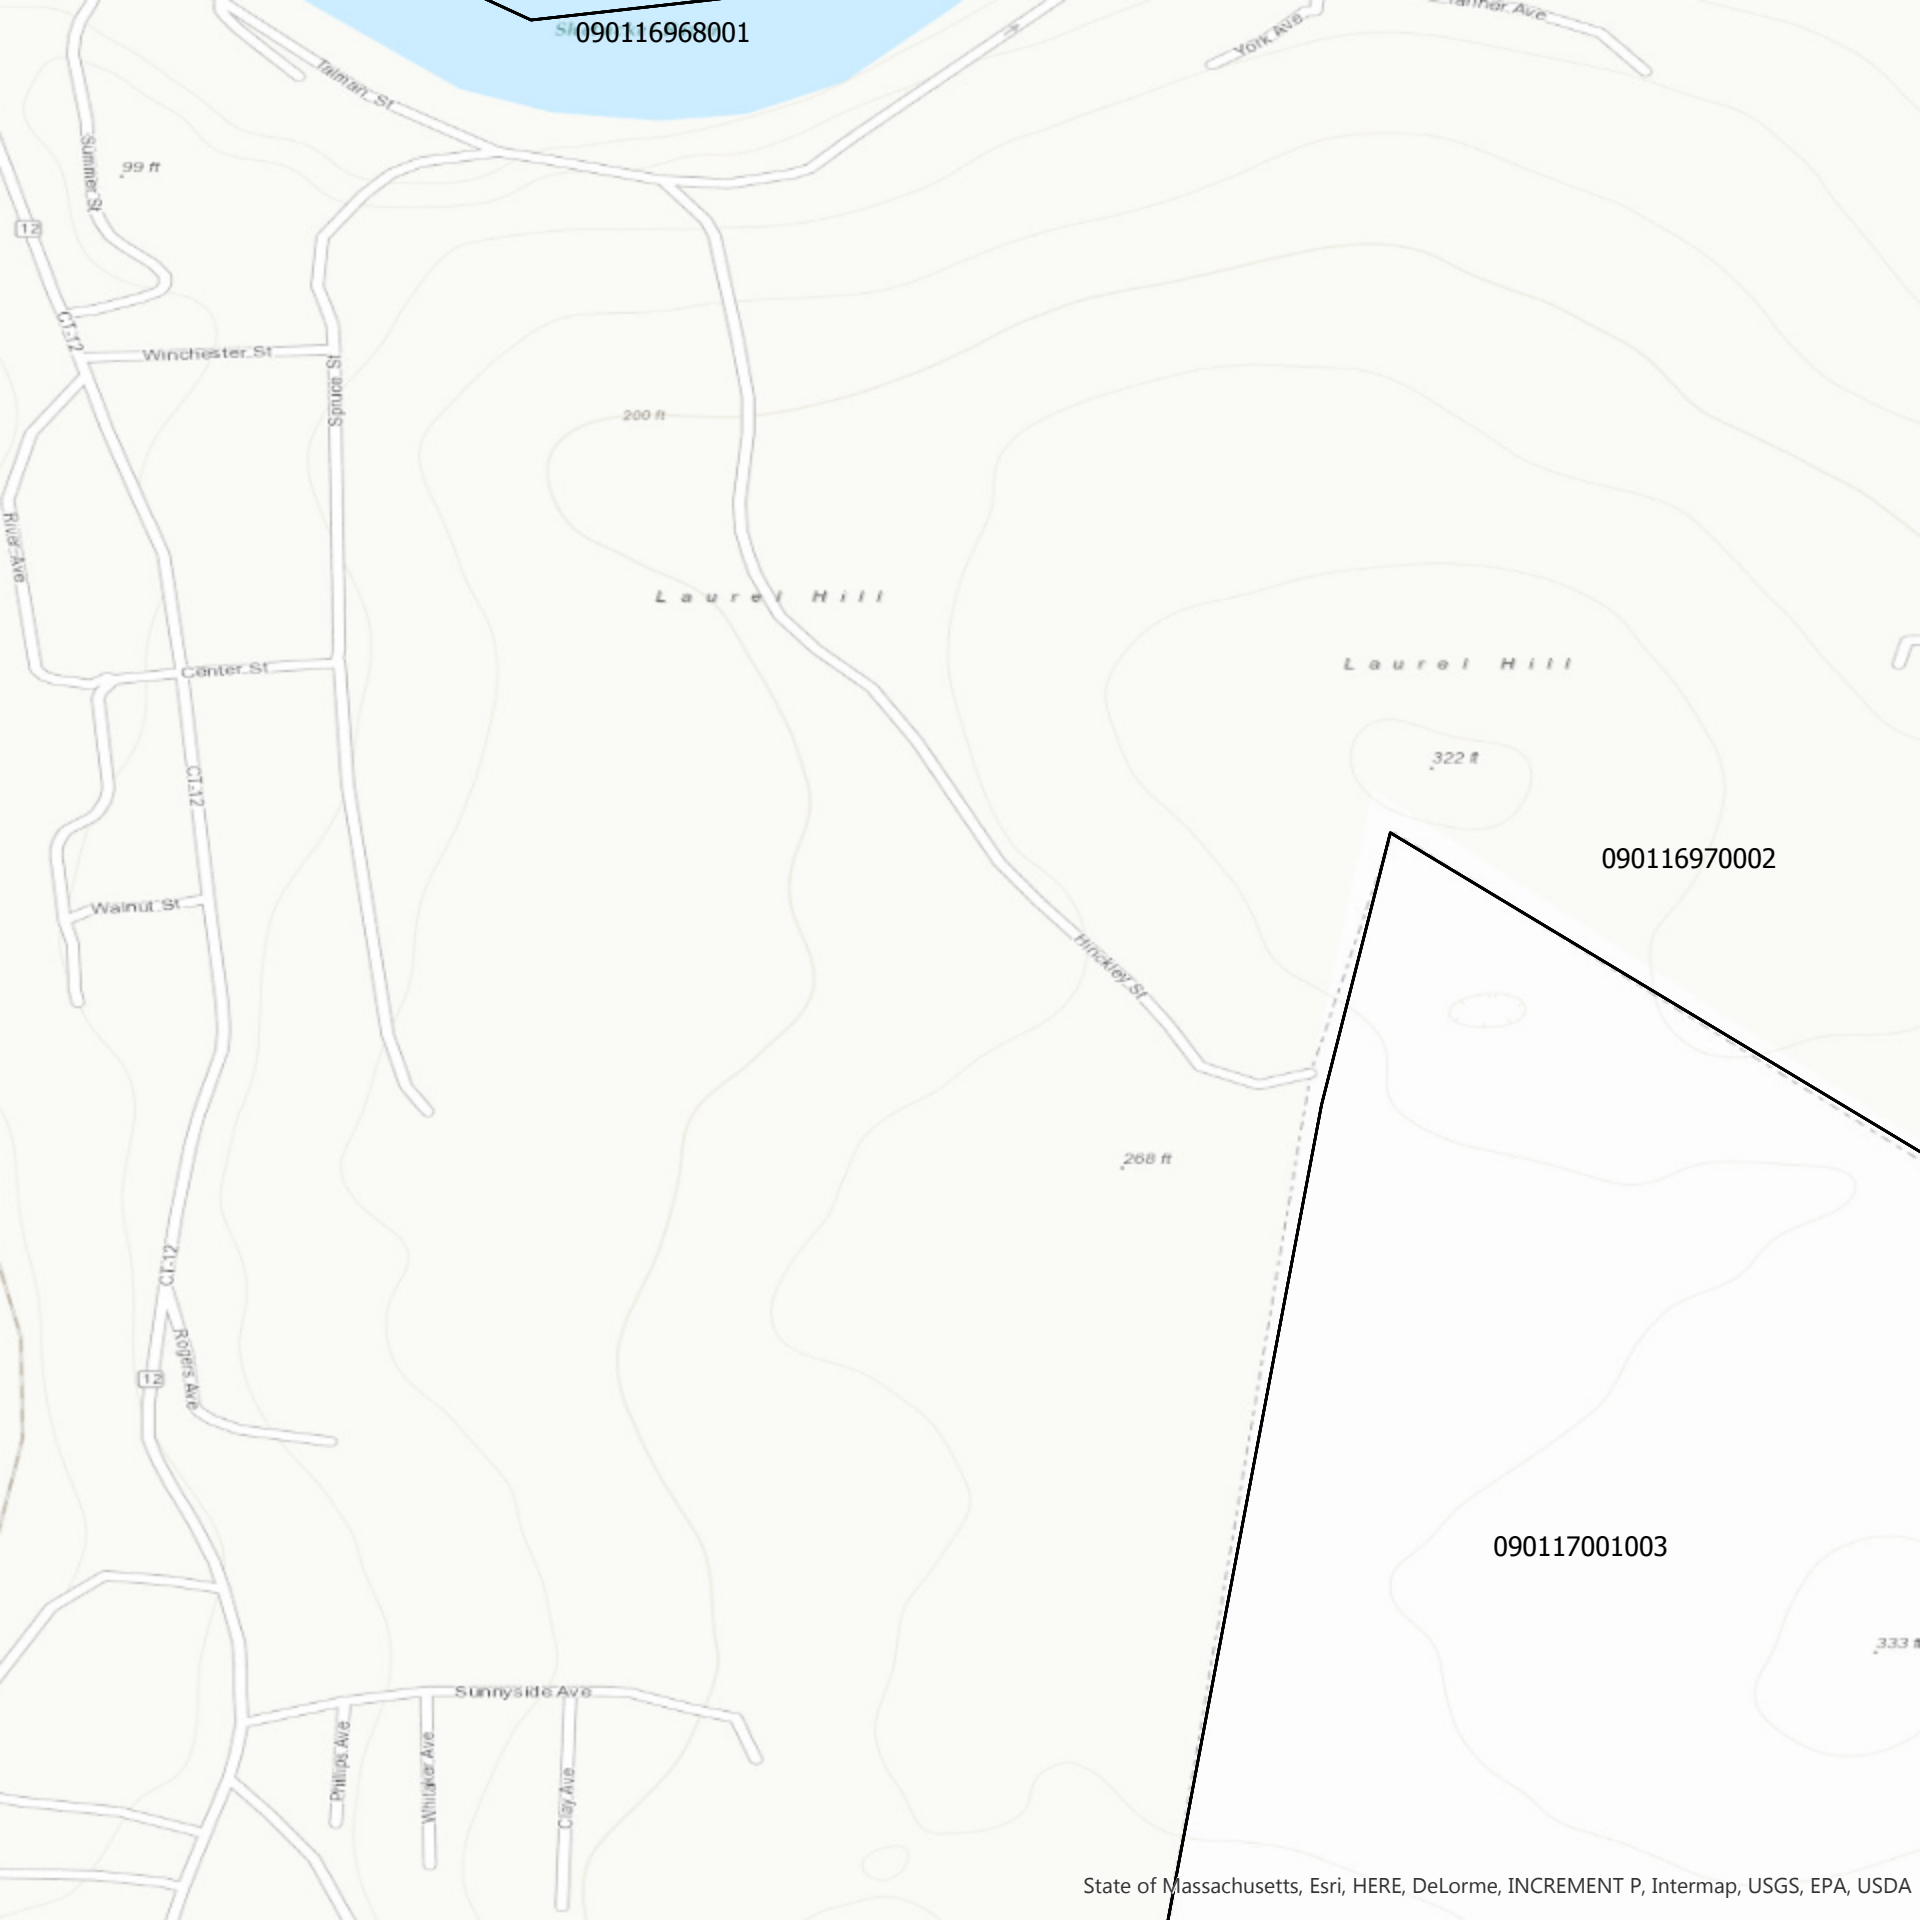 Tanner Ave
York Ave
090116968001
Talman St
99 ft
Summer St
12
CT-12
Winchester St
Spruce St
200 ft
River Ave
Laurel Hill
Laurel Hill
Center St
322 ft
CT-12
090116970002
Walnut St
Hinckley St
268 ft
CT-12
Rogers Ave
12
090117001003
333 ft
Sunnyside Ave
Phillips Ave
Whitaker Ave
Clay Ave
State of Massachusetts, Esri, HERE, DeLorme, INCREMENT P, Intermap, USGS, EPA, USDA